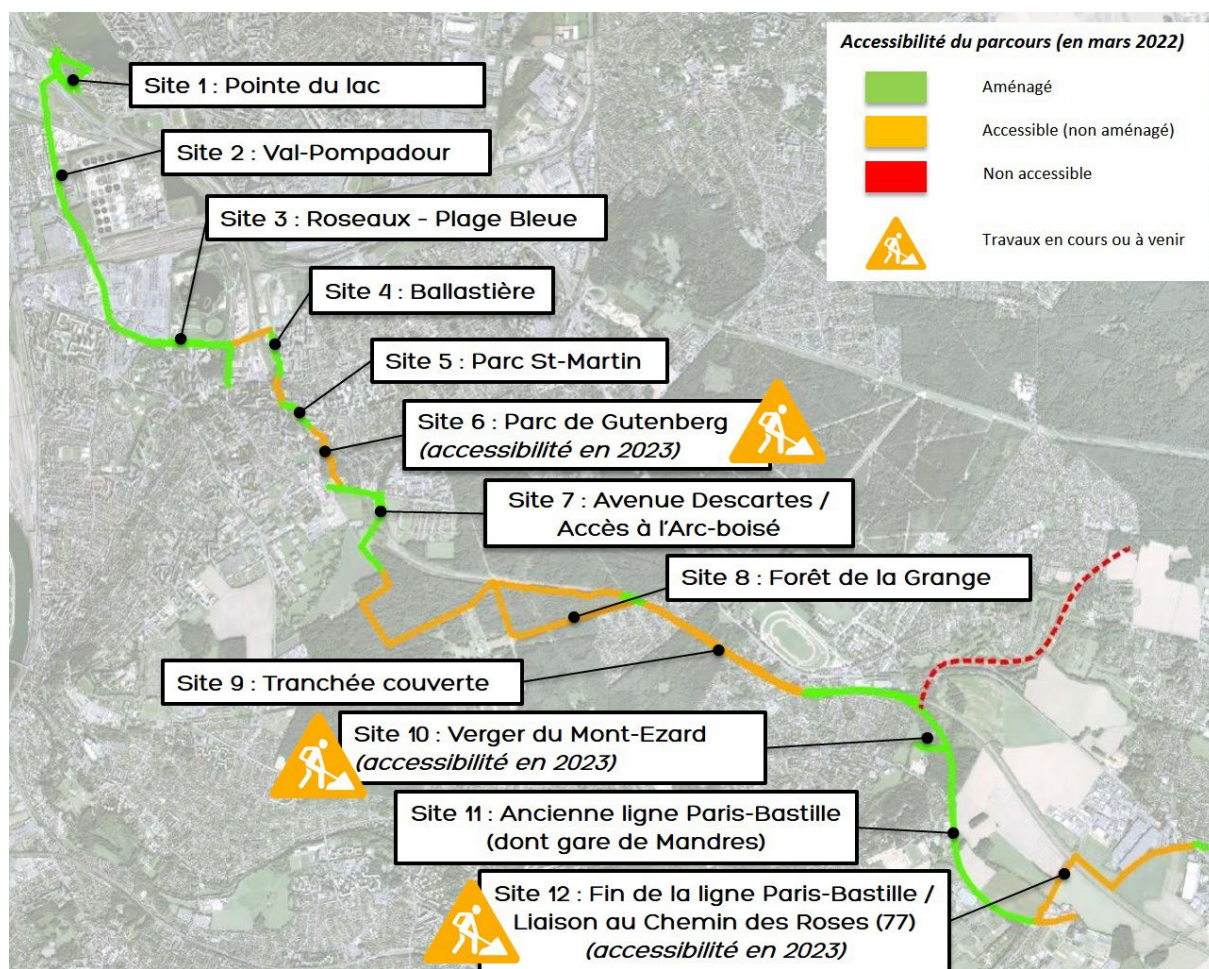 Accessibilité du parcours (en mars 2022)
Aménagé
Accessible (non aménagé)
Non accessible
Travaux en cours ou à venir
Site 1 : Pointe du lac
Site 2 : Val-Pompadour
Site 3 : Roseaux - Plage Bleue
Site 4 : Ballastière
Site 5 : Parc St-Martin
Site 6 : Parc de Gutenberg
(accessibilité en 2023)
Site 7 : Avenue Descartes /
Accès à l'Arc-boisé
Site 8 : Forêt de la Grange
Site 9 : Tranchée couverte
Site 10 : Verger du Mont-Ezard
(accessibilité en 2023)
Site 11 : Ancienne ligne Paris-Bastille
(dont gare de Mandres)
Site 12 : Fin de la ligne Paris-Bastille /
Liaison au Chemin des Roses (77)
(accessibilité en 2023)